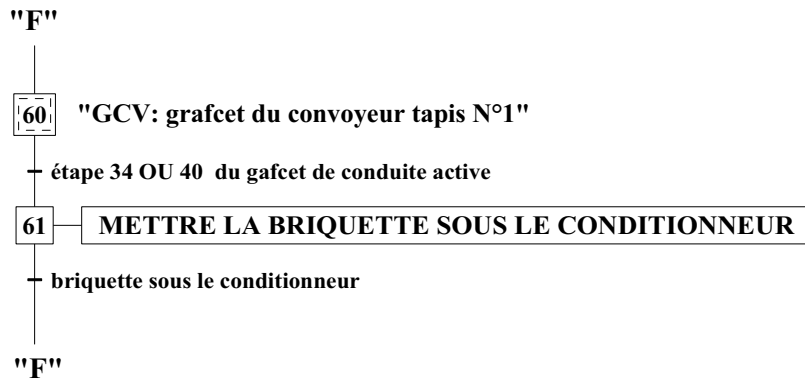 "F"
60 "GCV: grafcet du convoyeur tapis N°1"
étape 34 OU 40 du gafcet de conduite active
61 METTRE LA BRIQUETTE SOUS LE CONDITIONNEUR
briquette sous le conditionneur
"F"